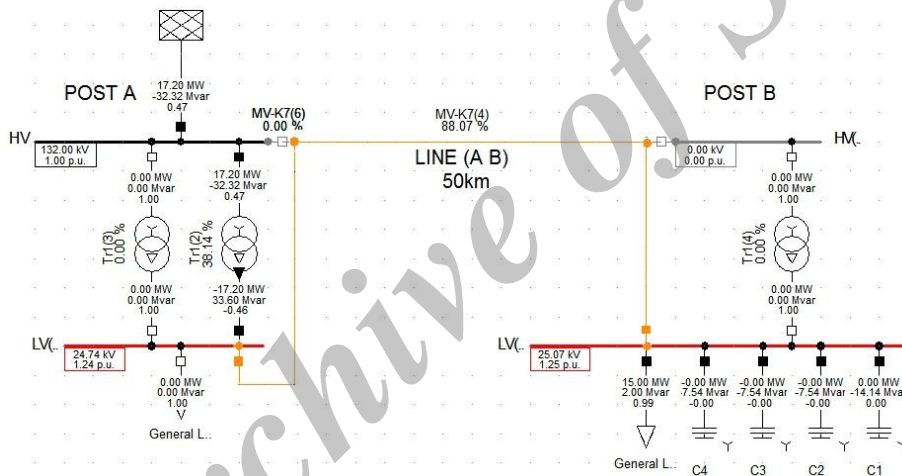 17.20 MW
-32.32 Mvar
0.47
POST A
POST B
MV-K7(6)
0.00 %
MV-K7(4)
88.07 %
HV
132.00 kV
1.00 p.u.
LINE (A B)
50km
0.00 kV
0.00 p.u.
HV(..
0.00 MW
0.00 Mvar
1.00
17.20 MW
-32.32 Mvar
0.47
0.00 MW
0.00 Mvar
1.00
Tr1(3)
0.00 %
Tr1(2)
38.14 %
Tr1(4)
0.00 %
0.00 MW
0.00 Mvar
1.00
-17.20 MW
33.60 Mvar
-0.46
0.00 MW
0.00 Mvar
1.00
LV(..
24.74 kV
1.24 p.u.
LV(..
25.07 kV
1.25 p.u.
0.00 MW
0.00 Mvar
1.00
General L..
15.00 MW
2.00 Mvar
0.99
-0.00 MW
-7.54 Mvar
-0.00
-0.00 MW
-7.54 Mvar
-0.00
-0.00 MW
-7.54 Mvar
-0.00
0.00 MW
-14.14 Mvar
0.00
General L..
C4
C3
C2
C1
Archive of S